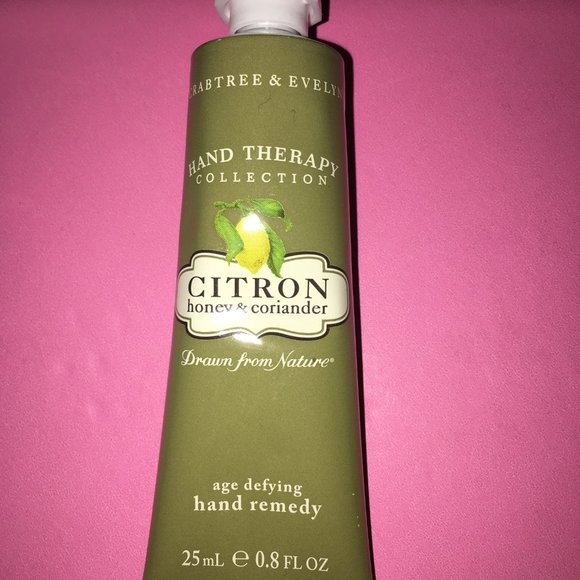 CRABTREE & EVELYN
HAND THERAPY
COLLECTION
CITRON
honey & coriander
Drawn from Nature®
age defying
hand remedy
25mL ℮ 0.8 FL OZ